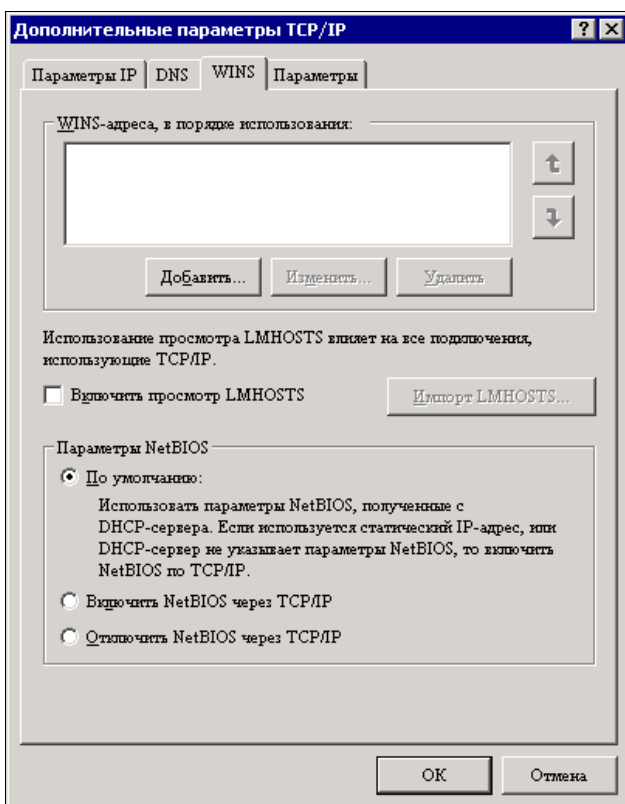 Дополнительные параметры TCP/IP
Параметры IP
DNS
WINS
Параметры
WINS-адреса, в порядке использования:
Добавить...
Изменить...
Удалить
Использование просмотра LMHOSTS влияет на все подключения,
использующие TCP/IP.
Включить просмотр LMHOSTS
Импорт LMHOSTS...
Параметры NetBIOS
По умолчанию:
Использовать параметры NetBIOS, полученные с
DHCP-сервера. Если используется статический IP-адрес, или
DHCP-сервер не указывает параметры NetBIOS, то включить
NetBIOS по TCP/IP.
Включить NetBIOS через TCP/IP
Отключить NetBIOS через TCP/IP
OK
Отмена